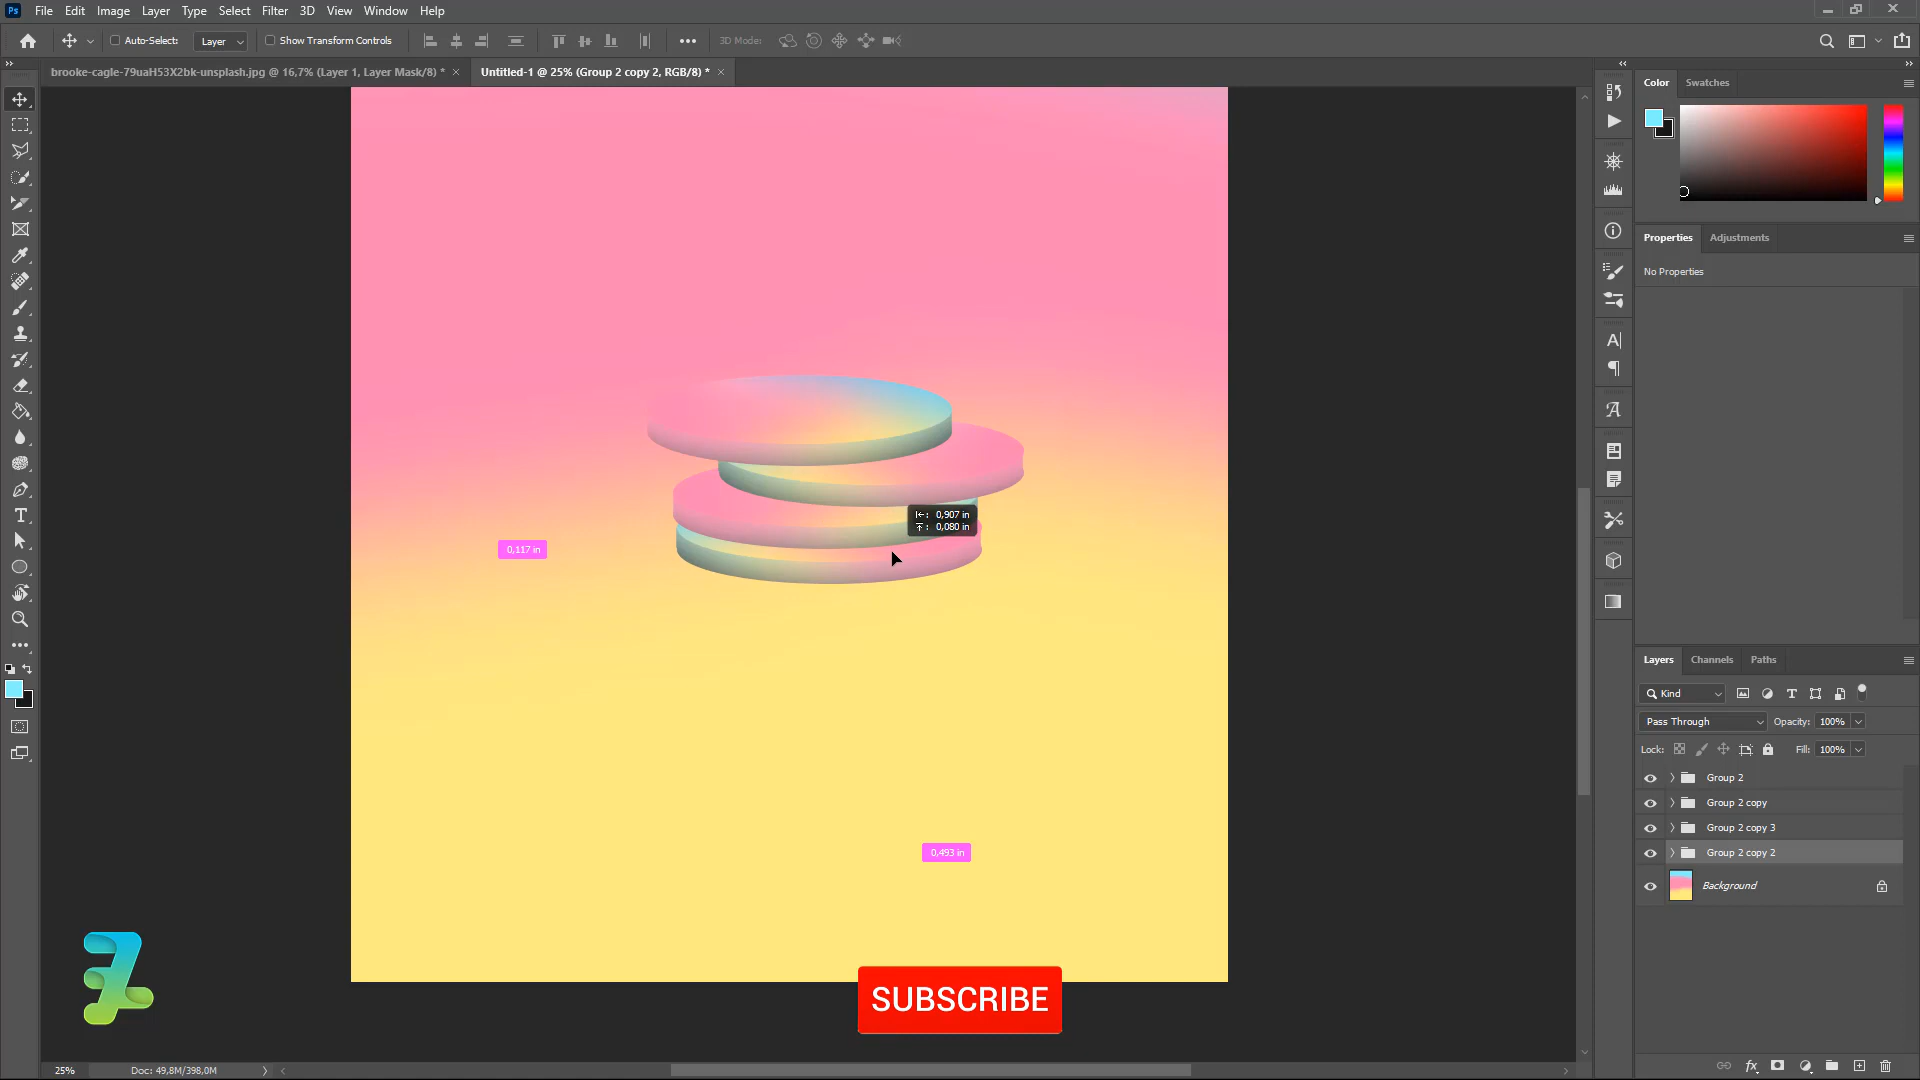 Ps File Edit Image Layer Type Select Filter 3D View Window Help
Auto-Select: Layer Show Transform Controls 3D Mode:
brooke-cagle-79uaH53X2bk-unsplash.jpg @ 16,7% (Layer 1, Layer Mask/8) * Untitled-1 @ 25% (Group 2 copy 2, RGB/8) *
Color Swatches
Properties Adjustments
No Properties
0,907 in
0,080 in
0,117 in
0,493 in
Layers Channels Paths
Kind
Pass Through Opacity: 100%
Lock: Fill: 100%
Group 2
Group 2 copy
Group 2 copy 3
Group 2 copy 2
Background
SUBSCRIBE
25% Doc: 49,8M/398,0M